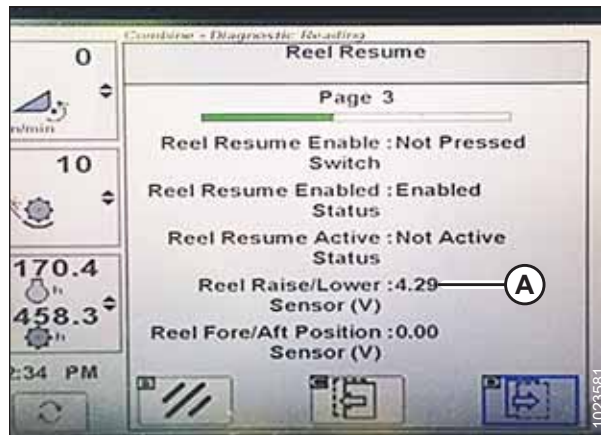 Combine - Diagnostic Reading
Reel Resume
Page 3
Reel Resume Enable :Not Pressed
Switch
Reel Resume Enabled :Enabled
Status
Reel Resume Active :Not Active
Status
Reel Raise/Lower :4.29
Sensor (V)
Reel Fore/Aft Position :0.00
Sensor (V)
A
0
10
170.4
h
458.3
h
2:34 PM
1023581